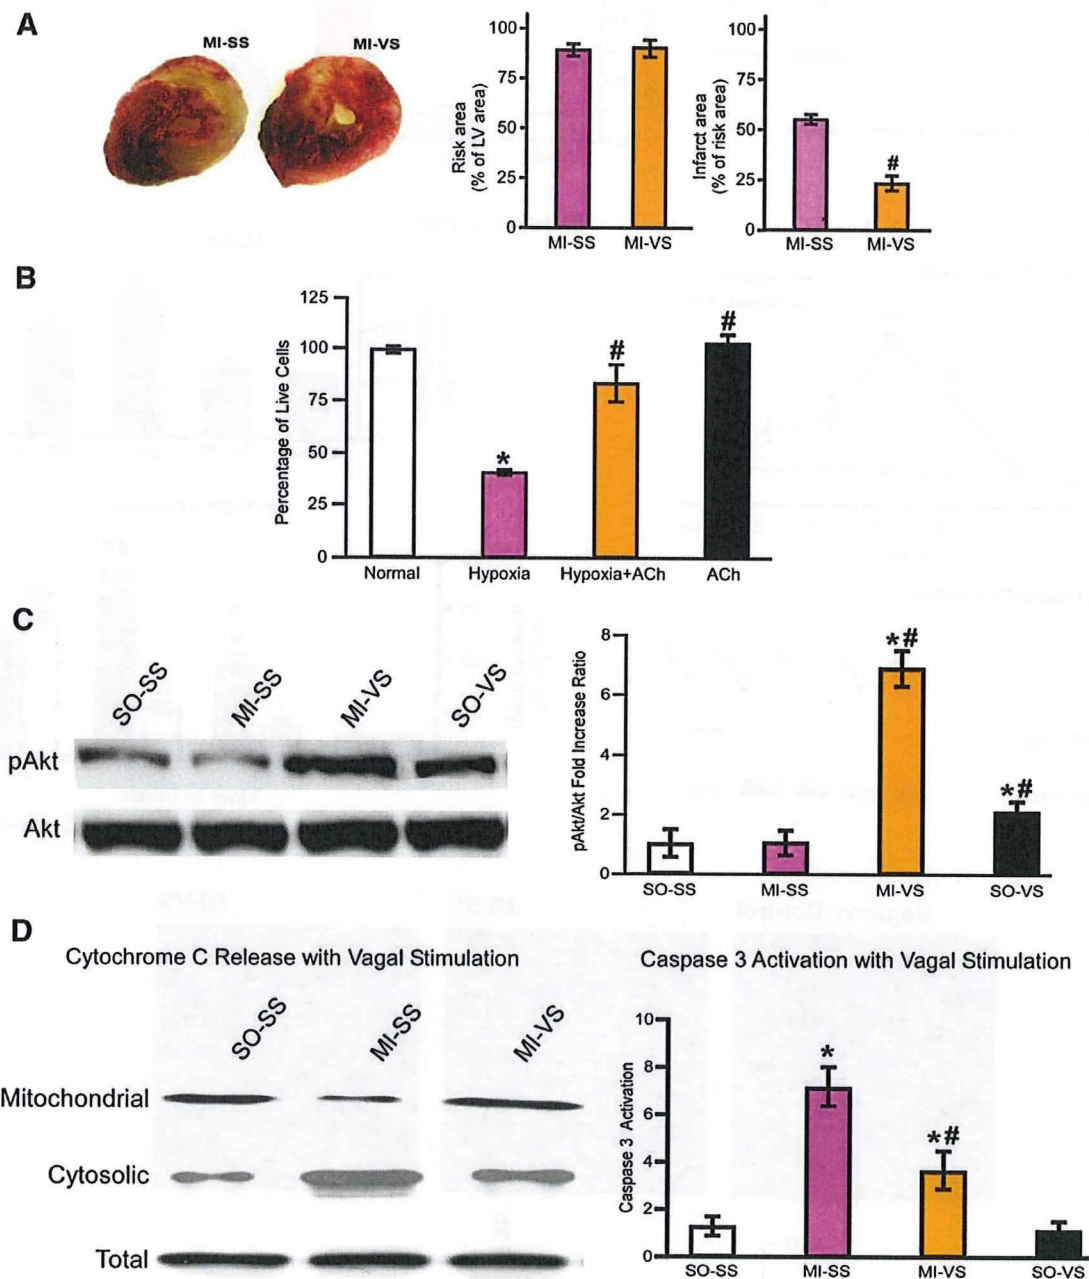 A
MI-SS MI-VS
Risk area
(% of LV area)
100
75
50
25
0
MI-SS MI-VS
Infarct area
(% of risk area)
100
75
50
25
0
#
MI-SS MI-VS
B
Percentage of Live Cells
125
100
75
50
25
0
* # #
Normal Hypoxia Hypoxia+ACh ACh
C
SO-SS MI-SS MI-VS SO-VS
pAkt
Akt
pAkt/Akt Fold Increase Ratio
8
6
4
2
0
*# *#
SO-SS MI-SS MI-VS SO-VS
D
Cytochrome C Release with Vagal Stimulation
SO-SS MI-SS MI-VS
Mitochondrial
Cytosolic
Total
Caspase 3 Activation with Vagal Stimulation
Caspase 3 Activation
10
8
6
4
2
0
* *#
SO-SS MI-SS MI-VS SO-VS